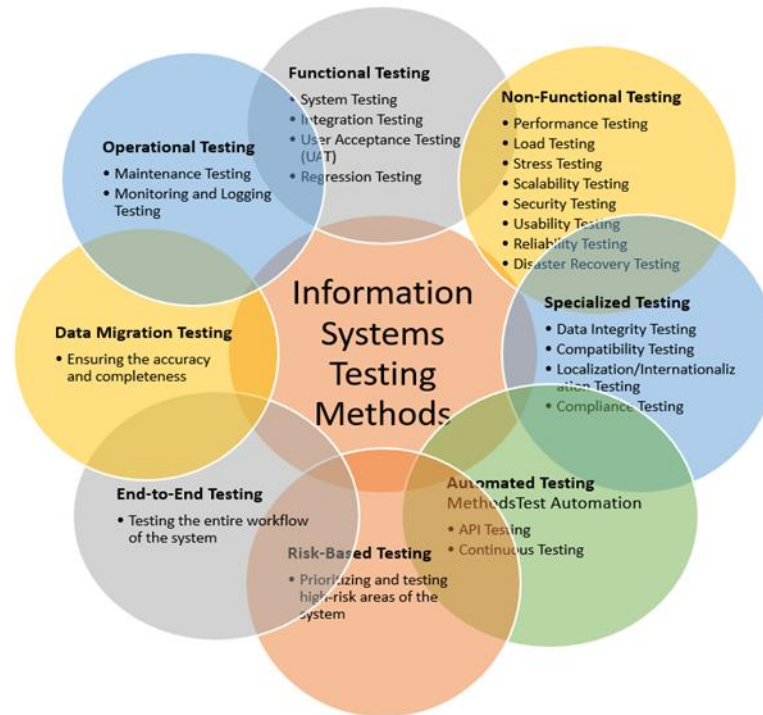 Information
Systems
Testing
Methods
Functional Testing
• System Testing
• Integration Testing
• User Acceptance Testing
(UAT)
• Regression Testing
Non-Functional Testing
• Performance Testing
• Load Testing
• Stress Testing
• Scalability Testing
• Security Testing
• Usability Testing
• Reliability Testing
• Disaster Recovery Testing
Specialized Testing
• Data Integrity Testing
• Compatibility Testing
• Localization/Internationaliz
ation Testing
• Compliance Testing
Automated Testing
MethodsTest Automation
• API Testing
• Continuous Testing
Risk-Based Testing
• Prioritizing and testing
high-risk areas of the
system
End-to-End Testing
• Testing the entire workflow
of the system
Data Migration Testing
• Ensuring the accuracy
and completeness
Operational Testing
• Maintenance Testing
• Monitoring and Logging
Testing